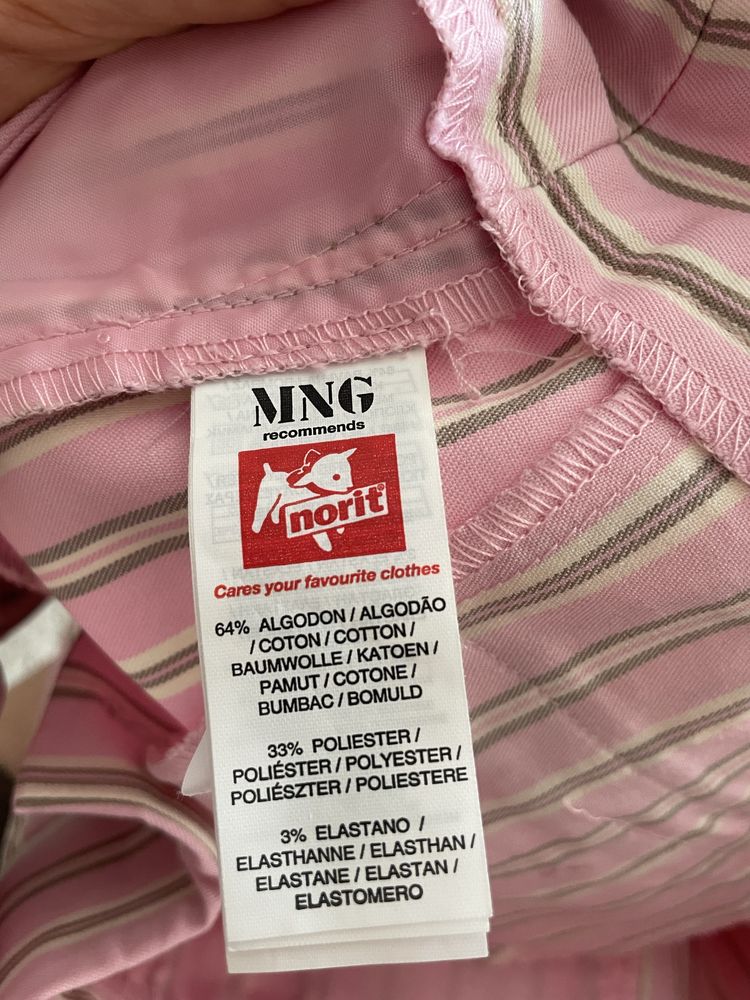 MNG
recommends
norit®
Cares your favourite clothes
64% ALGODON / ALGODÃO
/ COTON / COTTON /
BAUMWOLLE / KATOEN /
PAMUT / COTONE /
BUMBAC / BOMULD
33% POLIESTER /
POLIÉSTER / POLYESTER /
POLIÉSZTER / POLIESTERE
3% ELASTANO /
ELASTHANNE / ELASTHAN /
ELASTANE / ELASTAN /
ELASTOMERO